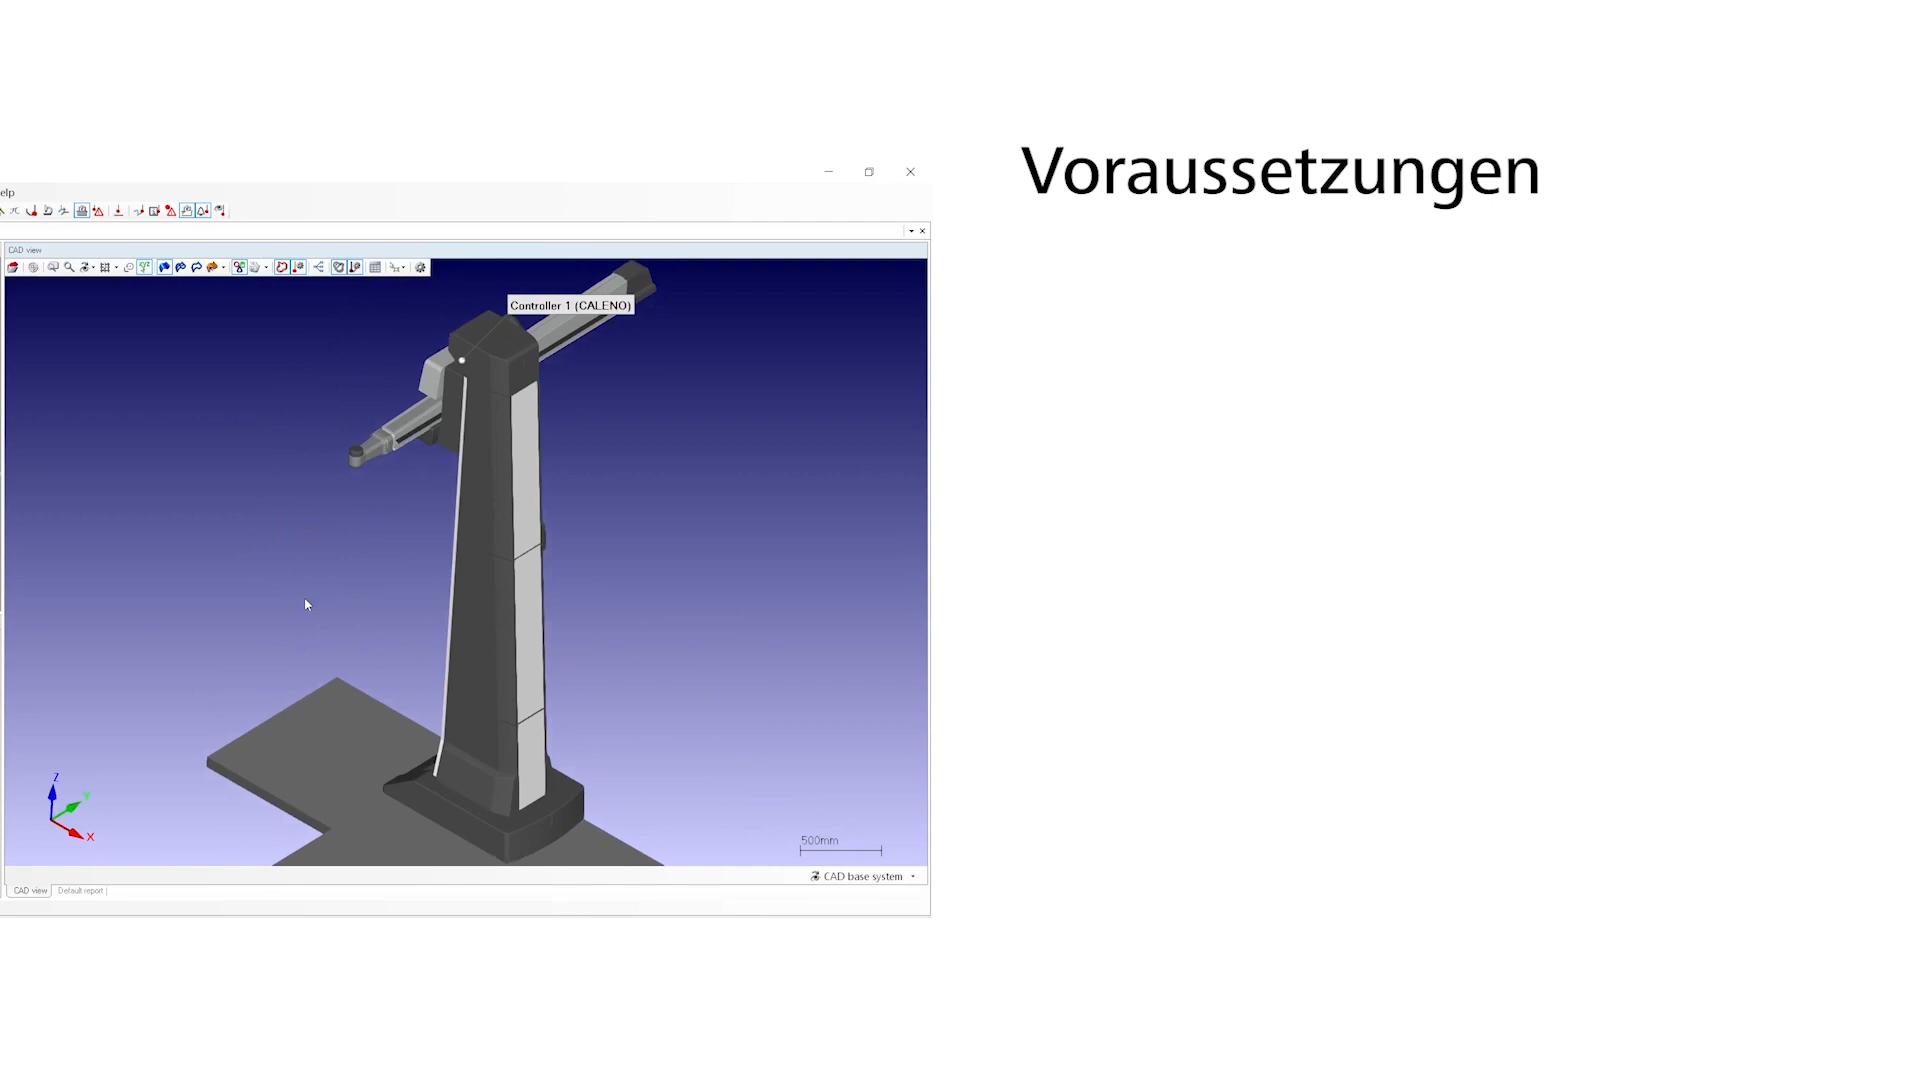 Voraussetzungen
elp
CAD view
Controller 1 (CALENO)
Z
Y
X
500mm
CAD base system
CAD view
Default report